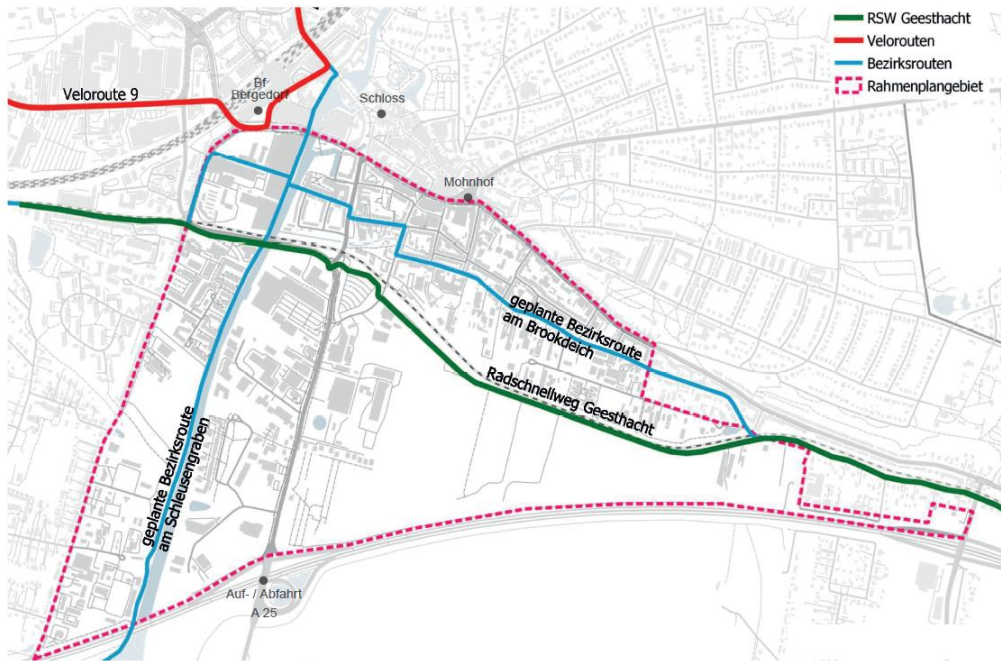 RSW Geesthacht
Velorouten
Bezirksrouten
Rahmenplangebiet
Veloroute 9
Bf
Bergedorf
Schloss
Mohnhof
geplante Bezirksroute
am Brookdeich
Radschnellweg Geesthacht
geplante Bezirksroute
am Schleusengraben
Auf- / Abfahrt
A 25